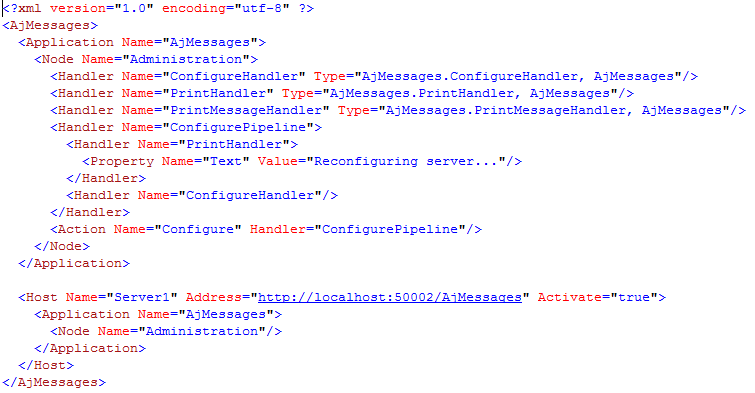 <?xml version="1.0" encoding="utf-8" ?>
<AjMessages>
  <Application Name="AjMessages">
    <Node Name="Administration">
      <Handler Name="ConfigureHandler" Type="AjMessages.ConfigureHandler, AjMessages"/>
      <Handler Name="PrintHandler" Type="AjMessages.PrintHandler, AjMessages"/>
      <Handler Name="PrintMessageHandler" Type="AjMessages.PrintMessageHandler, AjMessages"/>
      <Handler Name="ConfigurePipeline">
        <Handler Name="PrintHandler">
          <Property Name="Text" Value="Reconfiguring server..."/>
        </Handler>
        <Handler Name="ConfigureHandler"/>
      </Handler>
      <Action Name="Configure" Handler="ConfigurePipeline"/>
    </Node>
  </Application>

  <Host Name="Server1" Address="http://localhost:50002/AjMessages" Activate="true">
    <Application Name="AjMessages">
      <Node Name="Administration"/>
    </Application>
  </Host>
</AjMessages>